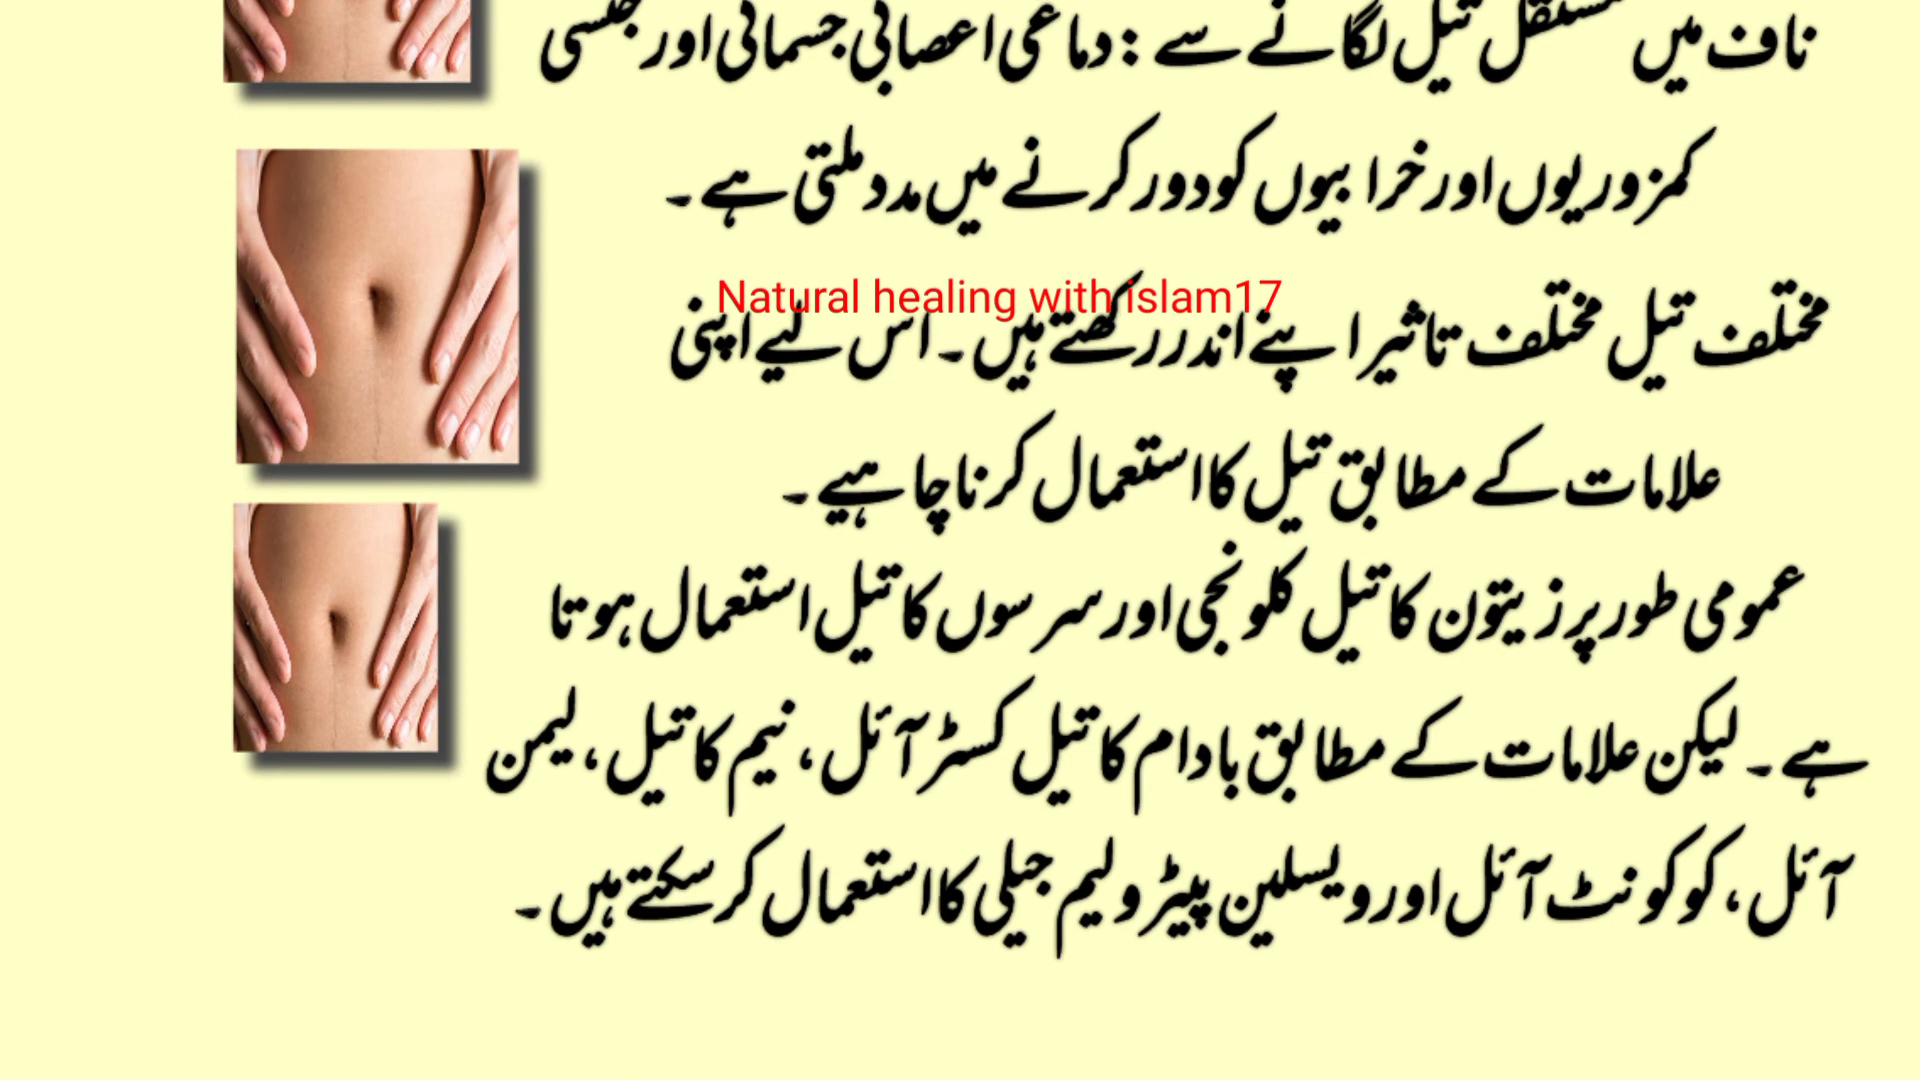 ناف میں مستقل تیل لگانے سے : دماغی اعصابی جسمانی اور جنسی
کمزوریوں اور خرابیوں کو دور کرنے میں مدد ملتی ہے ۔
Natural healing with islam17
مختلف تیل مختلف تاثیر اپنے اندر رکھتے ہیں ۔ اس لیے اپنی
علامات کے مطابق تیل کا استعمال کرنا چاہیے ۔
عمومی طور پر زیتون کا تیل کلونجی اور سرسوں کا تیل استعمال ہوتا
ہے ۔ لیکن علامات کے مطابق بادام کا تیل کسٹر آئل ، نیم کا تیل ، لیمن
آئل ، کوکونٹ آئل اور ویسلین پیٹرولیم جیلی کا استعمال کر سکتے ہیں ۔